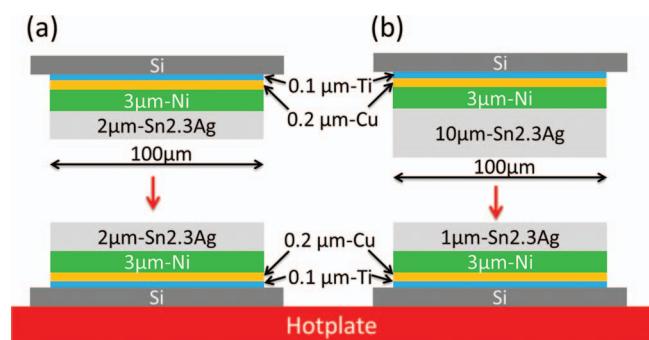 (a)
(b)
Si
Si
0.1 μm-Ti
3μm-Ni
0.2 μm-Cu
3μm-Ni
2μm-Sn2.3Ag
10μm-Sn2.3Ag
100μm
100μm
2μm-Sn2.3Ag
0.2 μm-Cu
1μm-Sn2.3Ag
3μm-Ni
0.1 μm-Ti
3μm-Ni
Si
Si
Hotplate